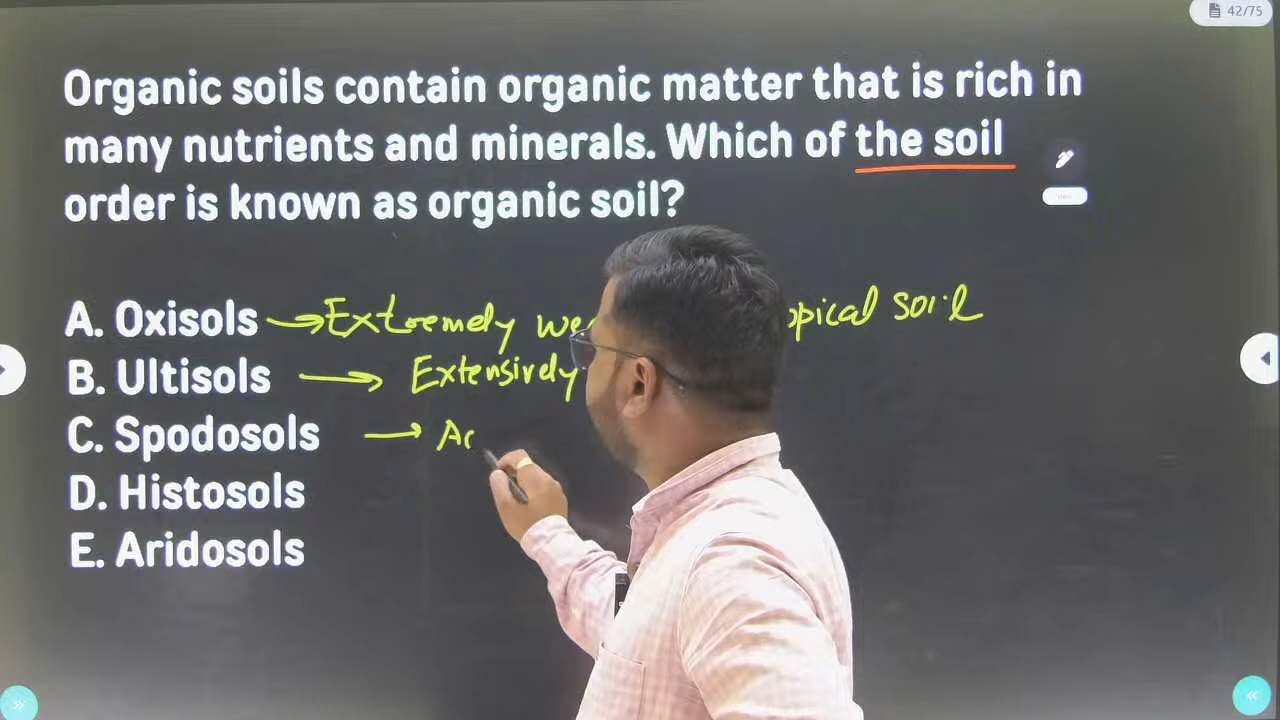 42/75
Organic soils contain organic matter that is rich in
many nutrients and minerals. Which of the soil
order is known as organic soil?
A. Oxisols → Extremely we opical soil
B. Ultisols → Extensively
C. Spodosols → Ac
D. Histosols
E. Aridosols